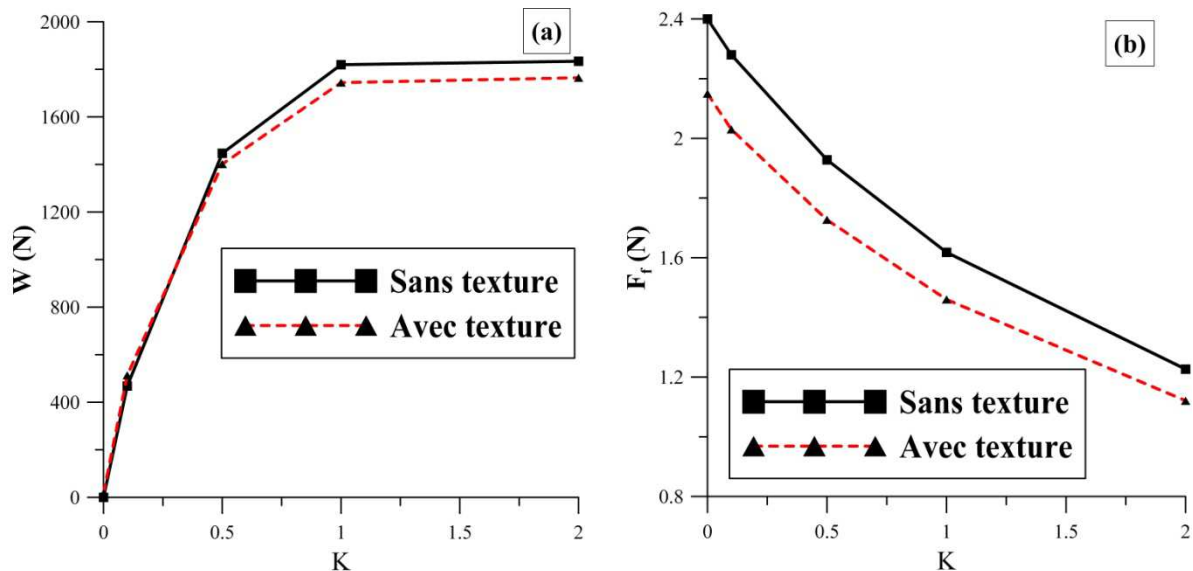 (a)
W (N)
2000
1600
1200
800
400
0
Sans texture
Avec texture
0 0.5 1 1.5 2
K
(b)
F_f (N)
2.4
2
1.6
1.2
0.8
Sans texture
Avec texture
0 0.5 1 1.5 2
K